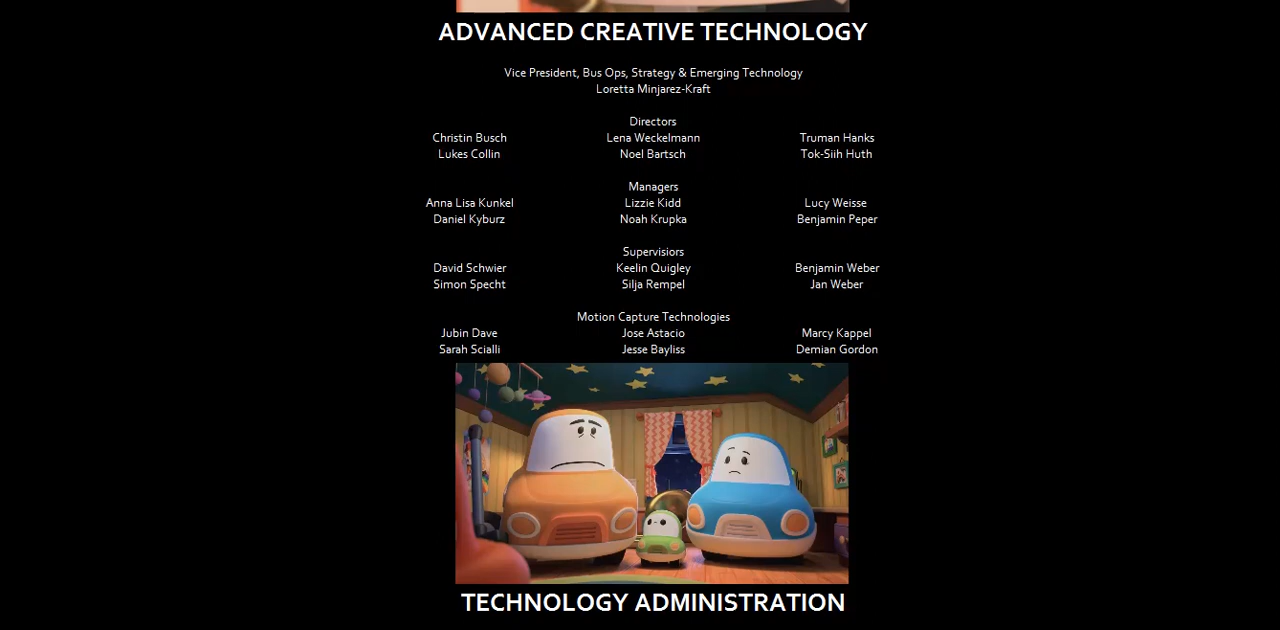 ADVANCED CREATIVE TECHNOLOGY
Vice President, Bus Ops, Strategy & Emerging Technology
Loretta Minjarez-Kraft
Directors
Christin Busch Lena Weckelmann Truman Hanks
Lukes Collin Noel Bartsch Tok-Siih Huth
Managers
Anna Lisa Kunkel Lizzie Kidd Lucy Weisse
Daniel Kyburz Noah Krupka Benjamin Peper
Supervisiors
David Schwier Keelin Quigley Benjamin Weber
Simon Specht Silja Rempel Jan Weber
Motion Capture Technologies
Jubin Dave Jose Astacio Marcy Kappel
Sarah Scialli Jesse Bayliss Demian Gordon
TECHNOLOGY ADMINISTRATION